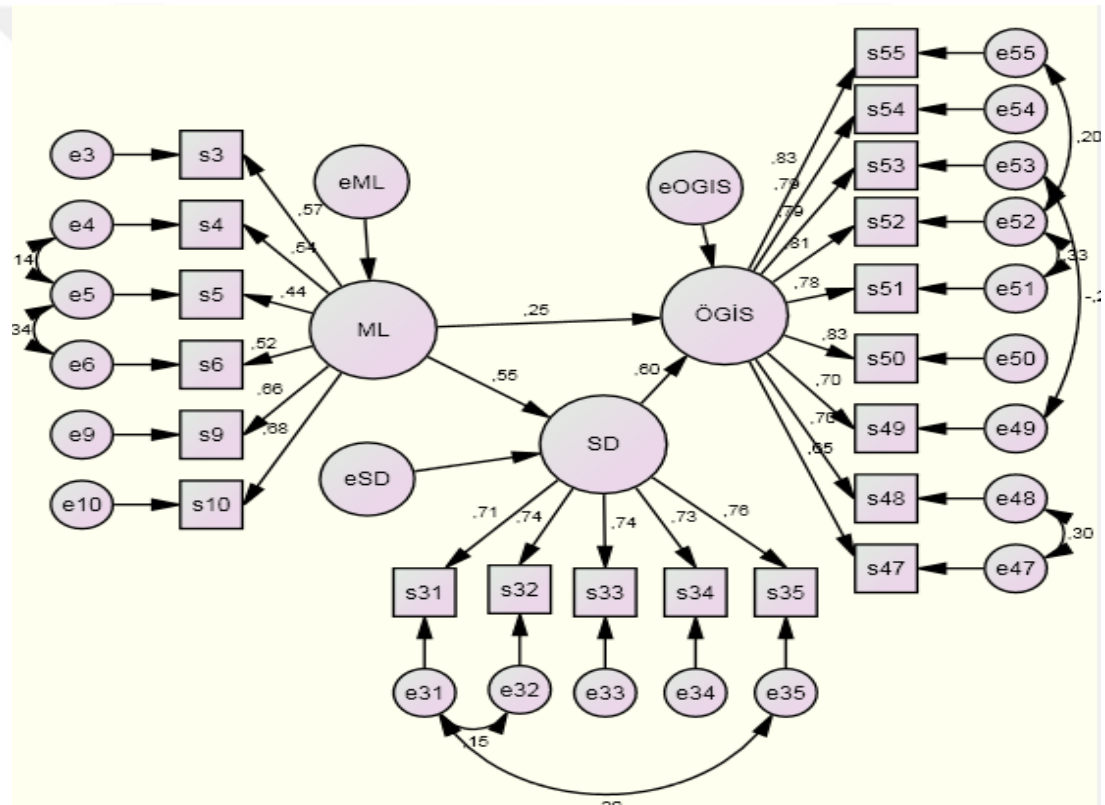 s55
e55
s54
e54
,20
e3
s3
eML
eOGIS
,83
,79
s53
e53
,79
,57
e4
s4
,54
,81
s52
e52
14
,33
e5
s5
,44
,78
s51
e51
ML
,25
ÖGİS
34
,52
,83
e6
s6
s50
e50
,55
,60
,66
,70
e9
s9
,68
s49
e49
SD
,65
eSD
s48
e48
e10
s10
,30
,71
,74
,74
,73
,76
s47
e47
s31
s32
s33
s34
s35
e31
e32
e33
e34
e35
,15